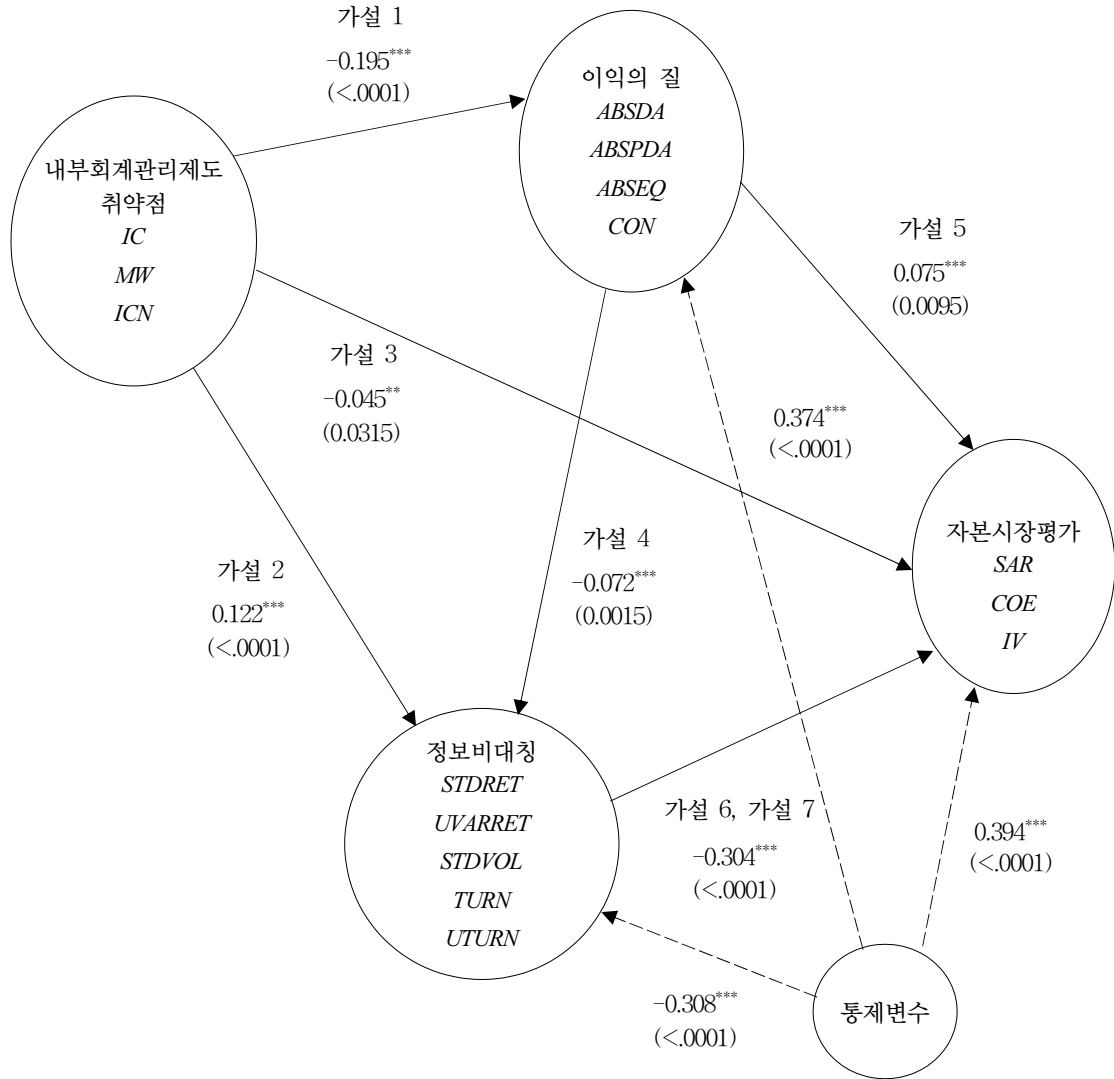 가설 1
-0.195***
(<.0001)
이익의 질
ABSDA
ABSPDA
ABSEQ
CON
내부회계관리제도
취약점
IC
MW
ICN
가설 5
0.075***
(0.0095)
가설 3
-0.045**
(0.0315)
0.374***
(<.0001)
가설 4
-0.072***
(0.0015)
자본시장평가
SAR
COE
IV
가설 2
0.122***
(<.0001)
정보비대칭
STDRET
UVARRET
STDVOL
TURN
UTURN
가설 6, 가설 7
-0.304***
(<.0001)
0.394***
(<.0001)
-0.308***
(<.0001)
통제변수